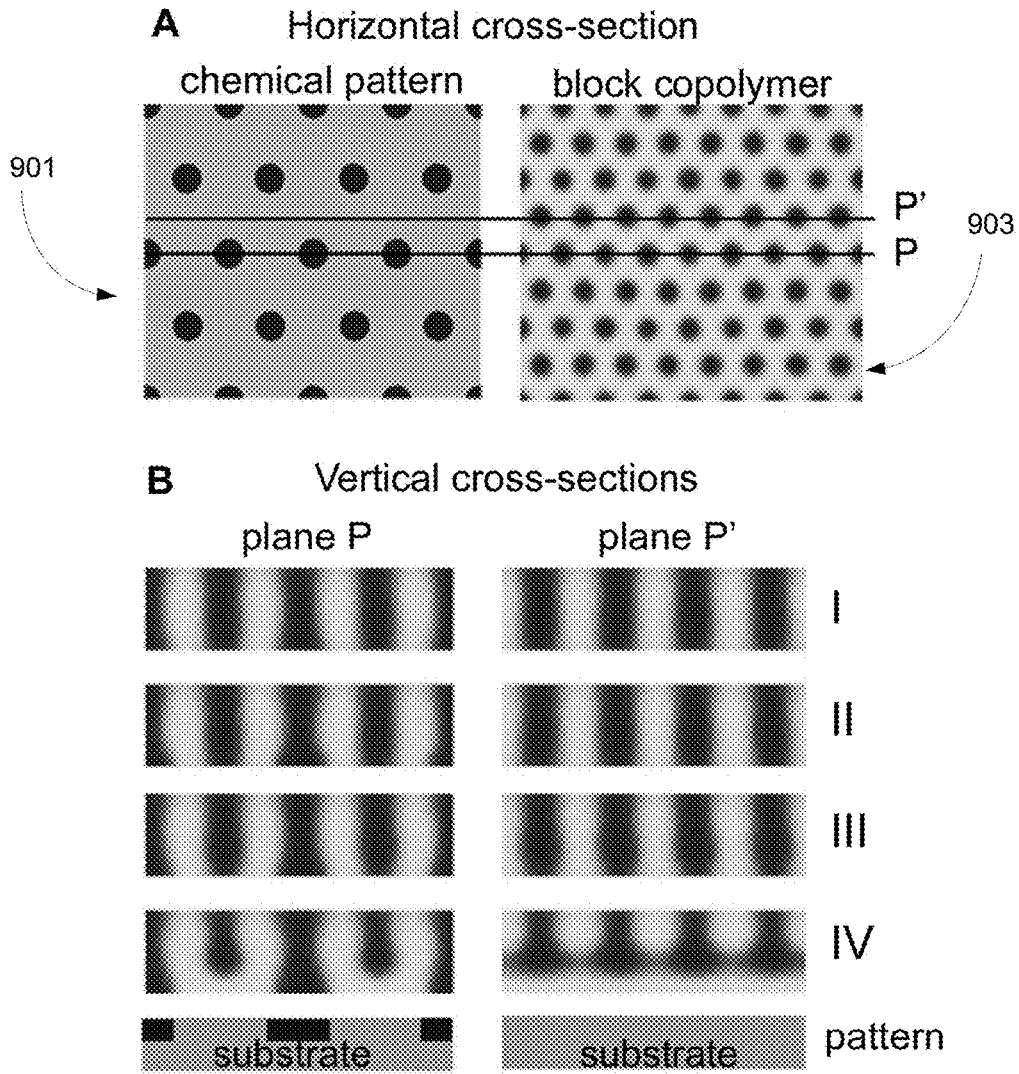 A Horizontal cross-section
chemical pattern block copolymer
901
P'
903
P
B Vertical cross-sections
plane P plane P'
I
II
III
IV
substrate substrate pattern